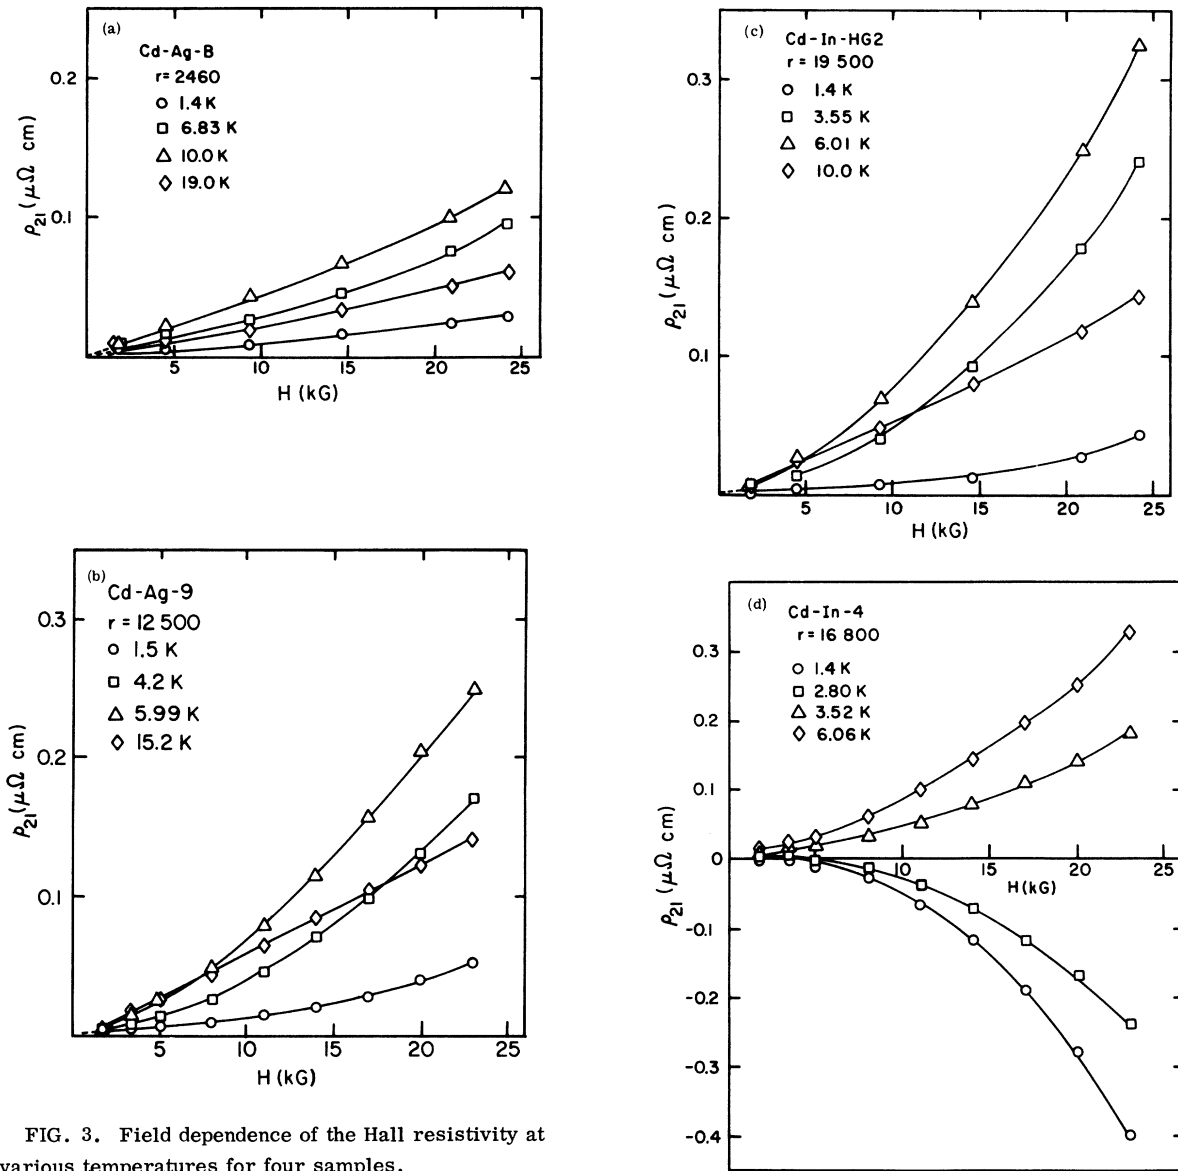 (a)
Cd-Ag-B
r=2460
1.4 K
6.83 K
10.0 K
19.0 K
0.2
0.1
ρ21 (μΩ cm)
5 10 15 20 25
H (kG)
(b)
Cd-Ag-9
r = 12 500
1.5 K
4.2 K
5.99 K
15.2 K
0.3
0.2
0.1
ρ21 (μΩ cm)
5 10 15 20 25
H (kG)
FIG. 3. Field dependence of the Hall resistivity at
various temperatures for four samples.
(c)
Cd-In-HG2
r = 19 500
1.4 K
3.55 K
6.01 K
10.0 K
0.3
0.2
0.1
ρ21 (μΩ cm)
5 10 15 20 25
H (kG)
(d)
Cd-In-4
r = 16 800
1.4 K
2.80 K
3.52 K
6.06 K
0.3
0.2
0.1
0
-0.1
-0.2
-0.3
-0.4
ρ21 (μΩ cm)
10 15 20 25
H (kG)